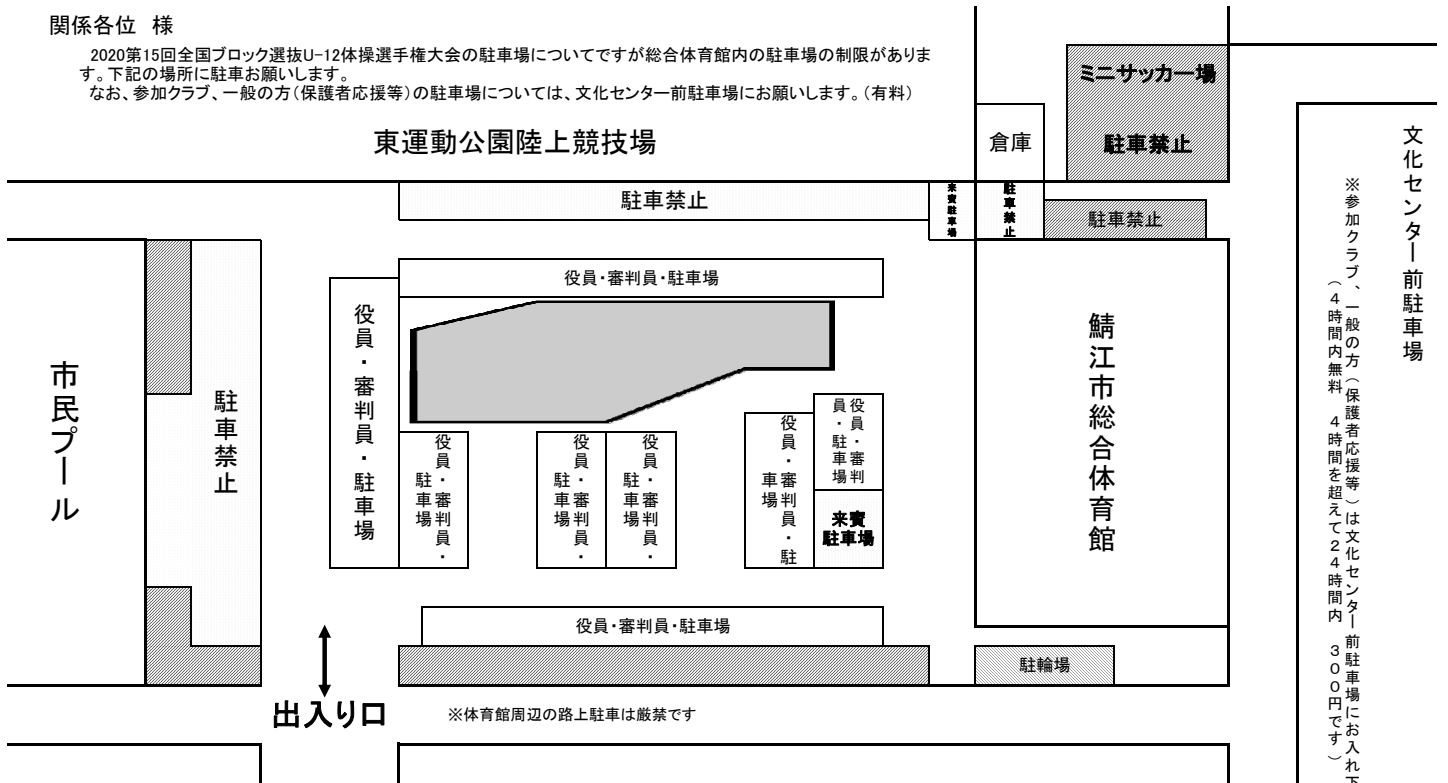 関係各位 様
2020第15回全国ブロック選抜U-12体操選手権大会の駐車場についてですが総合体育館内の駐車場の制限がありま
す。下記の場所に駐車お願いします。
なお、参加クラブ、一般の方(保護者応援等)の駐車場については、文化センター前駐車場にお願いします。(有料)
東運動公園陸上競技場
倉庫
ミニサッカー場
駐車禁止
駐車禁止
来賓駐車場
駐車禁止
駐車禁止
文化センター前駐車場
※参加クラブ、一般の方(保護者応援等)は文化センター前駐車場にお入れ下
(4時間内無料 4時間を超えて24時間内 300円です)
市民プール
駐車禁止
役員・審判員・駐車場
役員・審判員・駐車場
役員・審判員・
駐車場
役員・審判員・
駐車場
役員・審判員・
駐車場
役員・審判員・駐
車場
役員・審判
員・駐車場
来賓
駐車場
鯖江市総合体育館
役員・審判員・駐車場
駐輪場
出入り口
※体育館周辺の路上駐車は厳禁です